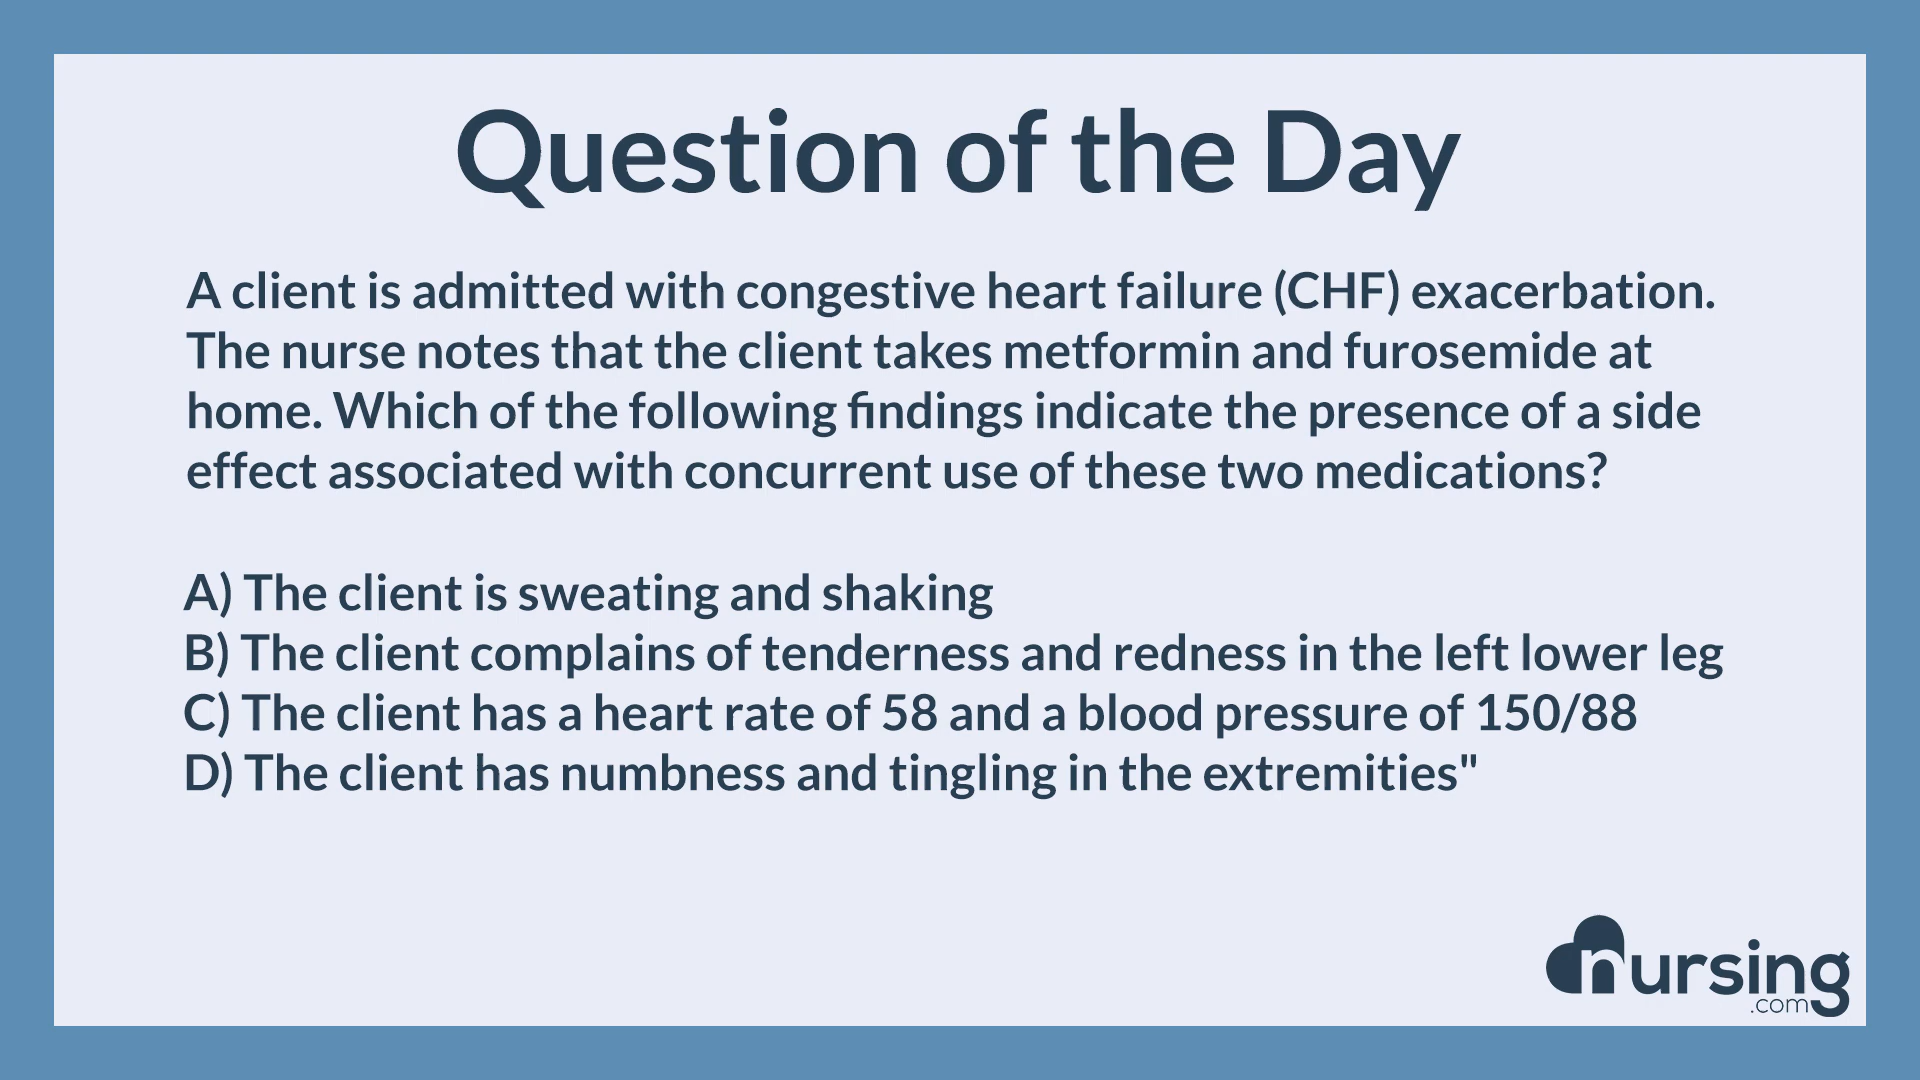 Question of the Day
A client is admitted with congestive heart failure (CHF) exacerbation.
The nurse notes that the client takes metformin and furosemide at
home. Which of the following findings indicate the presence of a side
effect associated with concurrent use of these two medications?
A) The client is sweating and shaking
B) The client complains of tenderness and redness in the left lower leg
C) The client has a heart rate of 58 and a blood pressure of 150/88
D) The client has numbness and tingling in the extremities"
nursing
.com